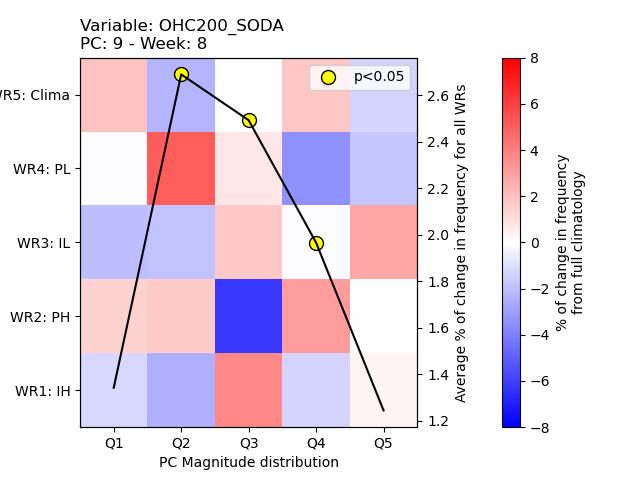 Variable: OHC200_SODA
PC: 9 - Week: 8
p<0.05
WR5: Clima
WR4: PL
WR3: IL
WR2: PH
WR1: IH
Q1 Q2 Q3 Q4 Q5
PC Magnitude distribution
2.6
2.4
2.2
2.0
1.8
1.6
1.4
1.2
Average % of change in frequency for all WRs
8
6
4
2
0
−2
−4
−6
−8
% of change in frequency
from full climatology